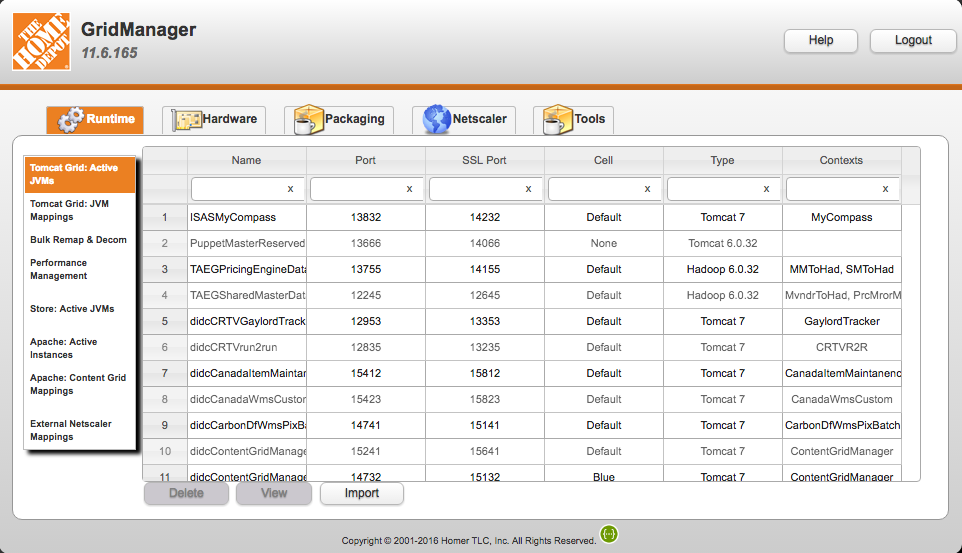 THE HOME DEPOT
GridManager
11.6.165
Help
Logout
Runtime
Hardware
Packaging
Netscaler
Tools
Tomcat Grid: Active
JVMs
Tomcat Grid: JVM
Mappings
Bulk Remap & Decom
Performance
Management
Store: Active JVMs
Apache: Active
Instances
Apache: Content Grid
Mappings
External Netscaler
Mappings
Name Port SSL Port Cell Type Contexts
x x x x x x
1 ISASMyCompass 13832 14232 Default Tomcat 7 MyCompass
2 PuppetMasterReserved 13666 14066 None Tomcat 6.0.32
3 TAEGPricingEngineData 13755 14155 Default Hadoop 6.0.32 MMToHad, SMToHad
4 TAEGSharedMasterDat 12245 12645 Default Hadoop 6.0.32 MvndrToHad, PrcMrorM
5 didcCRTVGaylordTrack 12953 13353 Default Tomcat 7 GaylordTracker
6 didcCRTVrun2run 12835 13235 Default Tomcat 7 CRTVR2R
7 didcCanadaItemMaintan 15412 15812 Default Tomcat 7 CanadaItemMaintanenc
8 didcCanadaWmsCustom 15423 15823 Default Tomcat 7 CanadaWmsCustom
9 didcCarbonDfWmsPixBa 14741 15141 Default Tomcat 7 CarbonDfWmsPixBatch
10 didcContentGridManage 15241 15641 Default Tomcat 7 ContentGridManager
11 didcContentGridManage 14732 15132 Blue Tomcat 7 ContentGridManager
Delete
View
Import
Copyright © 2001-2016 Homer TLC, Inc. All Rights Reserved.